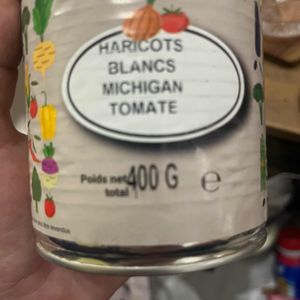 HARICOTS
BLANCS
MICHIGAN
TOMATE
Poids net
total 400 G ℮